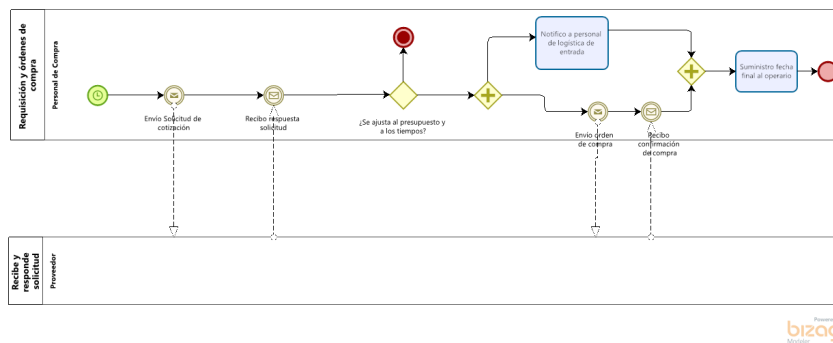 Requisición y órdenes de
compra
Personal de Compra
Envío Solicitud de
cotización
Recibo respuesta
solicitud
¿Se ajusta al presupuesto y
a los tiempos?
Notifico a personal
de logística de
entrada
Envío orden
de compra
Recibo
confirmación
de compra
Suministro fecha
final al operario
Recibe y
responde
solicitud
Proveedor
Powere
bizag
Modeler